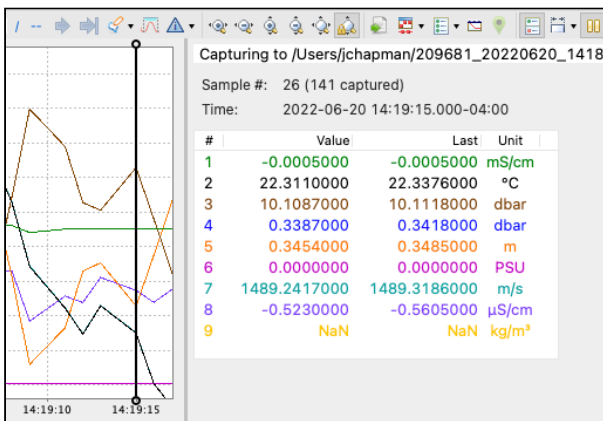 Capturing to /Users/jchapman/209681_20220620_1418
Sample #: 26 (141 captured)
Time: 2022-06-20 14:19:15.000-04:00
# Value Last Unit
1 -0.0005000 -0.0005000 mS/cm
2 22.3110000 22.3376000 °C
3 10.1087000 10.1118000 dbar
4 0.3387000 0.3418000 dbar
5 0.3454000 0.3485000 m
6 0.0000000 0.0000000 PSU
7 1489.2417000 1489.3186000 m/s
8 -0.5230000 -0.5605000 µS/cm
9 NaN NaN kg/m³
14:19:10 14:19:15